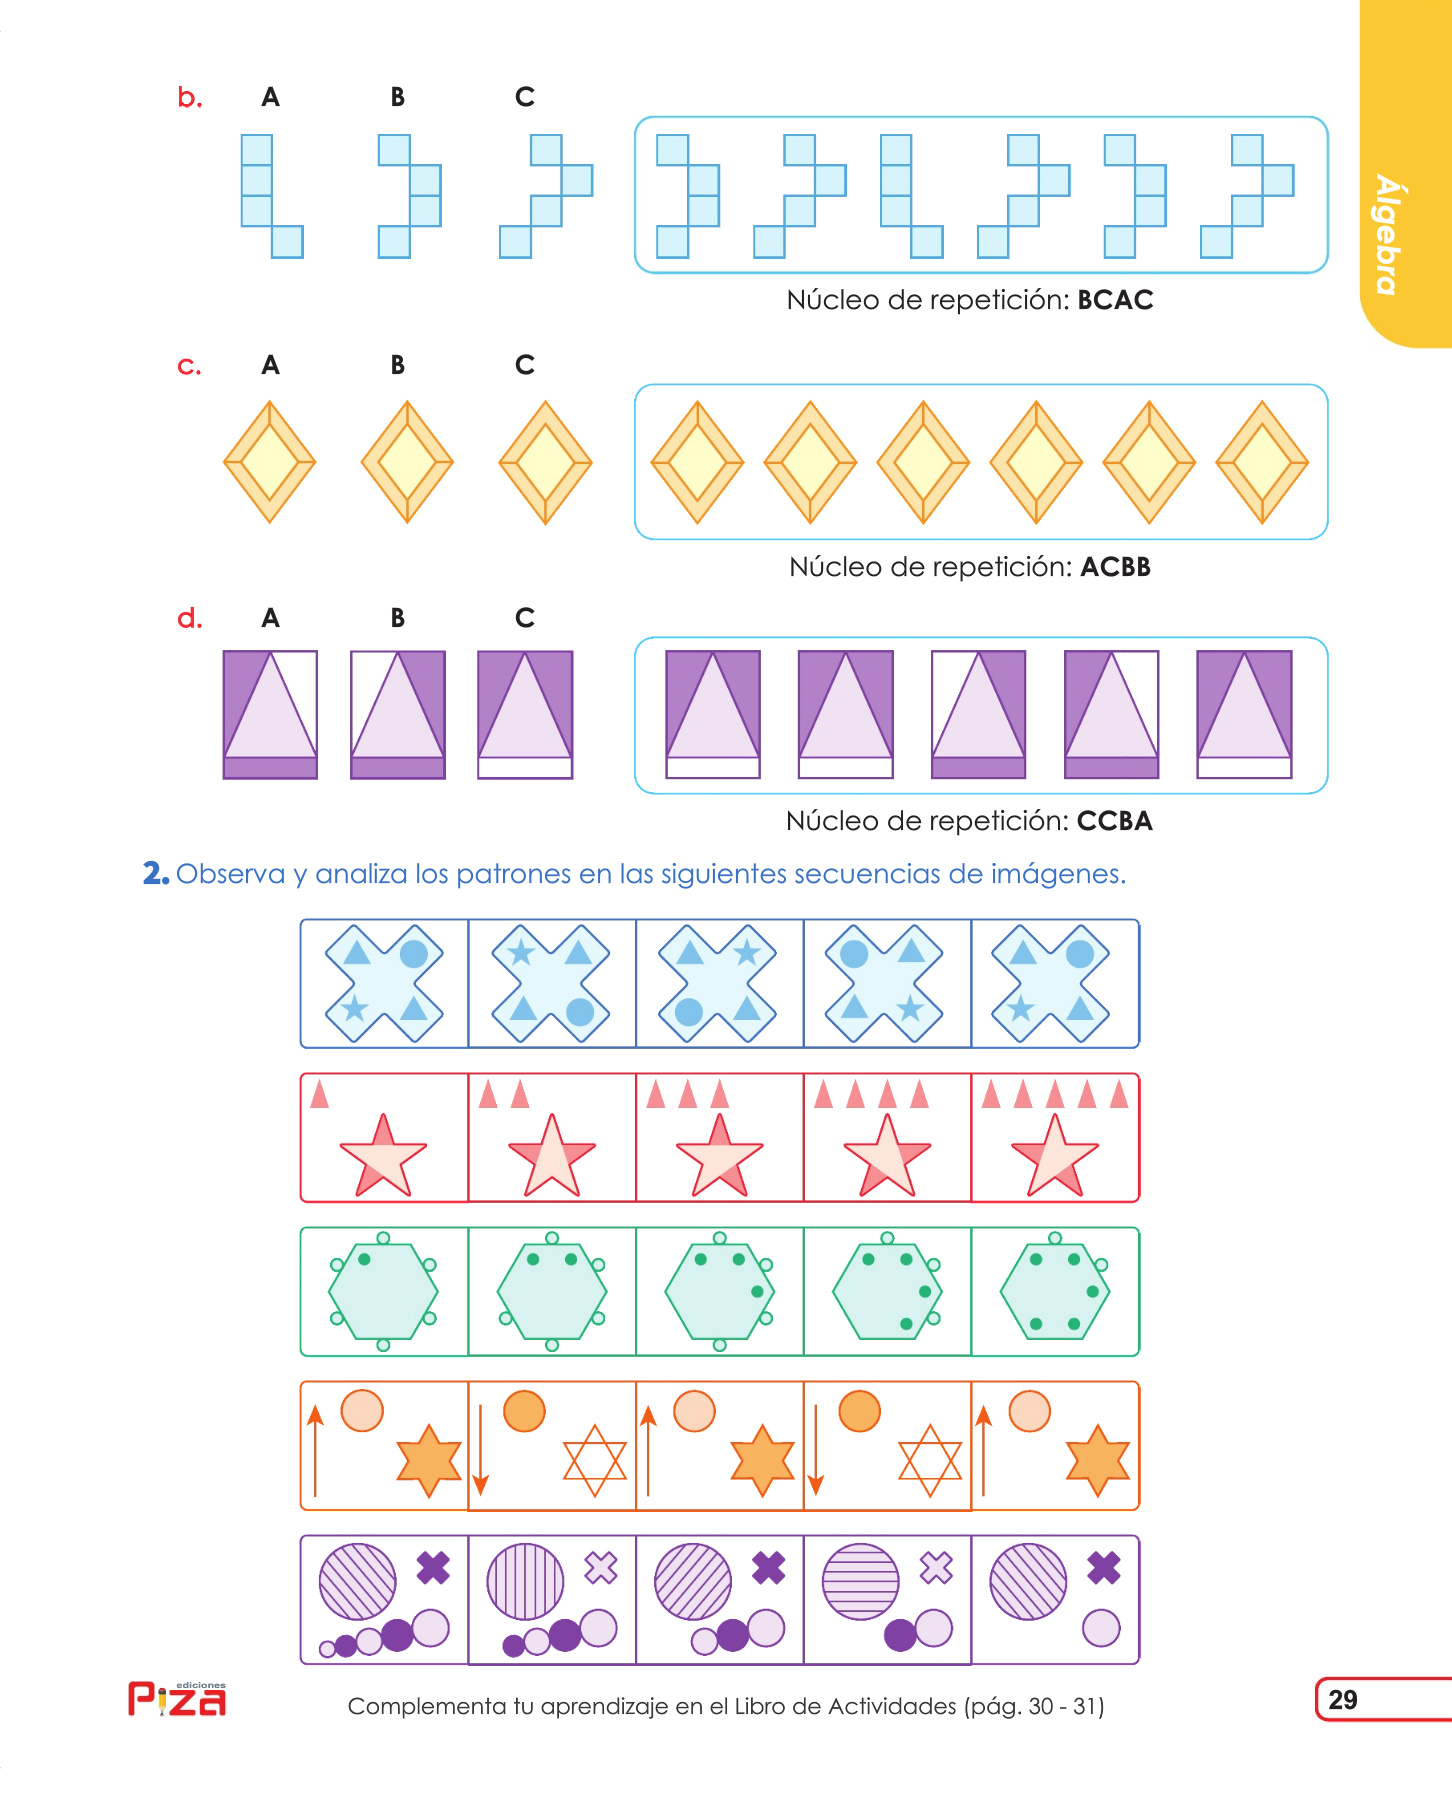 Álgebra
b. A B C
Núcleo de repetición: BCAC
c. A B C
Núcleo de repetición: ACBB
d. A B C
Núcleo de repetición: CCBA
2. Observa y analiza los patrones en las siguientes secuencias de imágenes.
ediciones
Piza
Complementa tu aprendizaje en el Libro de Actividades (pág. 30 - 31)
29